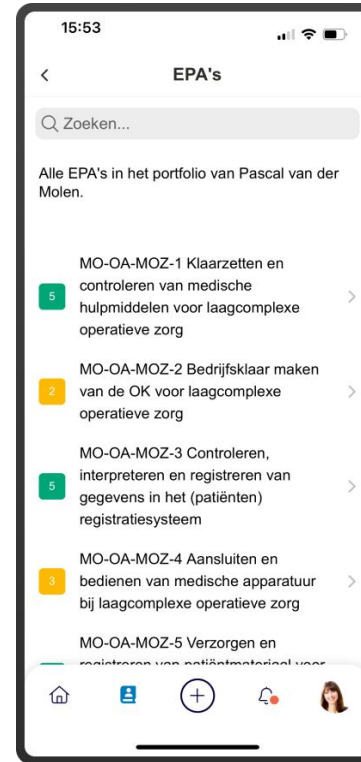 15:53
EPA's
Zoeken...
Alle EPA's in het portfolio van Pascal van der
Molen.
MO-OA-MOZ-1 Klaarzetten en
controleren van medische
5
hulpmiddelen voor laagcomplexe
operatieve zorg
MO-OA-MOZ-2 Bedrijfsklaar maken
2
van de OK voor laagcomplexe
operatieve zorg
MO-OA-MOZ-3 Controleren,
interpreteren en registreren van
5
gegevens in het (patiënten)
registratiesysteem
MO-OA-MOZ-4 Aansluiten en
3
bedienen van medische apparatuur
bij laagcomplexe operatieve zorg
MO-OA-MOZ-5 Verzorgen en
registreren van patiëntmateriaal voor